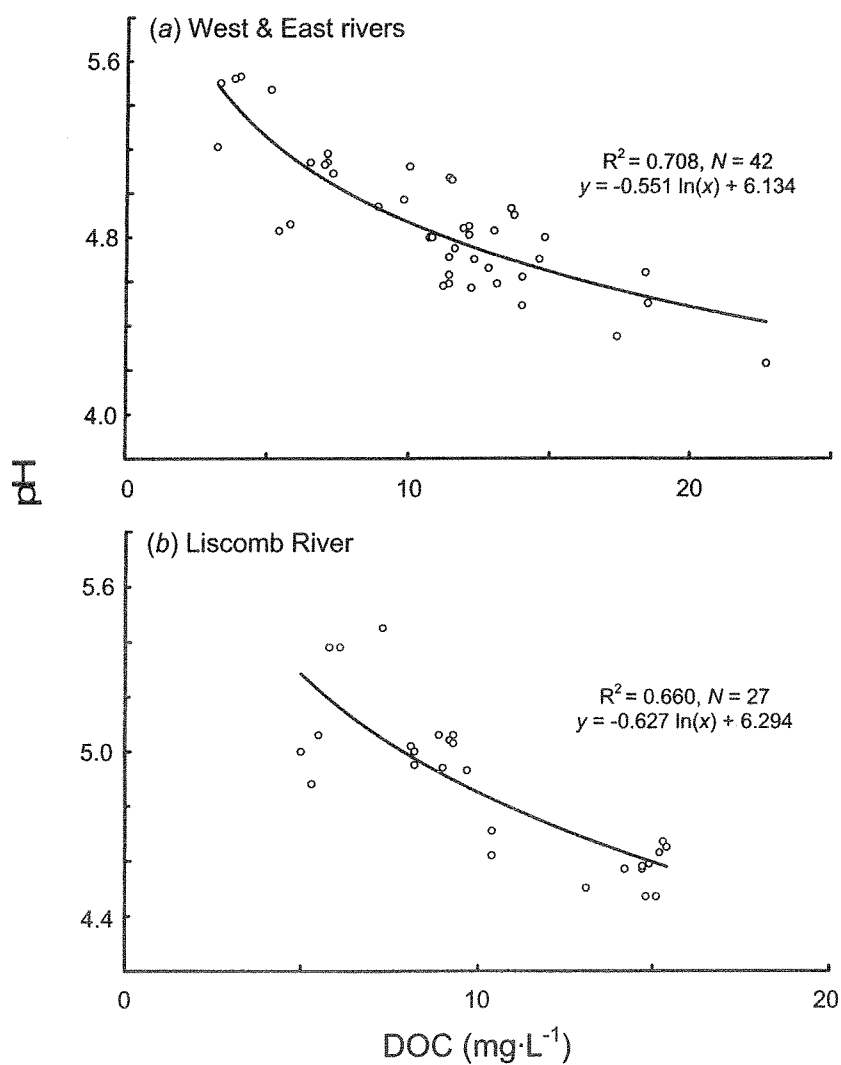 (a) West & East rivers
5.6
R² = 0.708, N = 42
y = -0.551 ln(x) + 6.134
4.8
4.0
0 10 20
pH
(b) Liscomb River
5.6
R² = 0.660, N = 27
y = -0.627 ln(x) + 6.294
5.0
4.4
0 10 20
DOC (mg·L⁻¹)